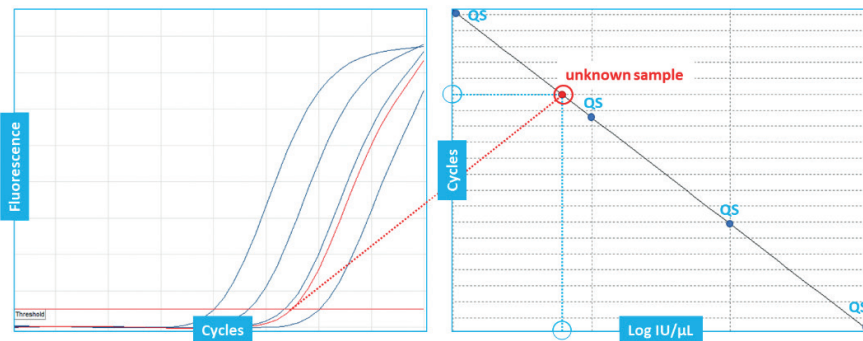 Fluorescence
Threshold
Cycles
QS
unknown sample
QS
Cycles
QS
QS
Log IU/µL